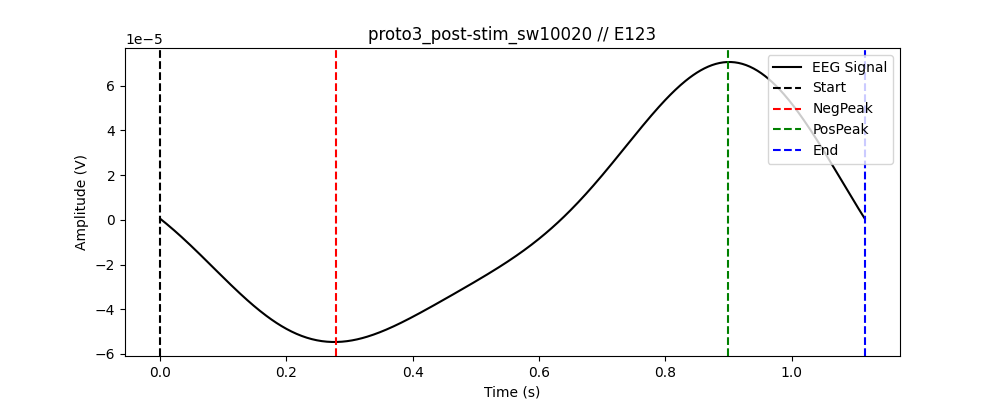 proto3_post-stim_sw10020 // E123
1e−5
6
4
2
0
−2
−4
−6
Amplitude (V)
0.0 0.2 0.4 0.6 0.8 1.0
Time (s)
EEG Signal
Start
NegPeak
PosPeak
End